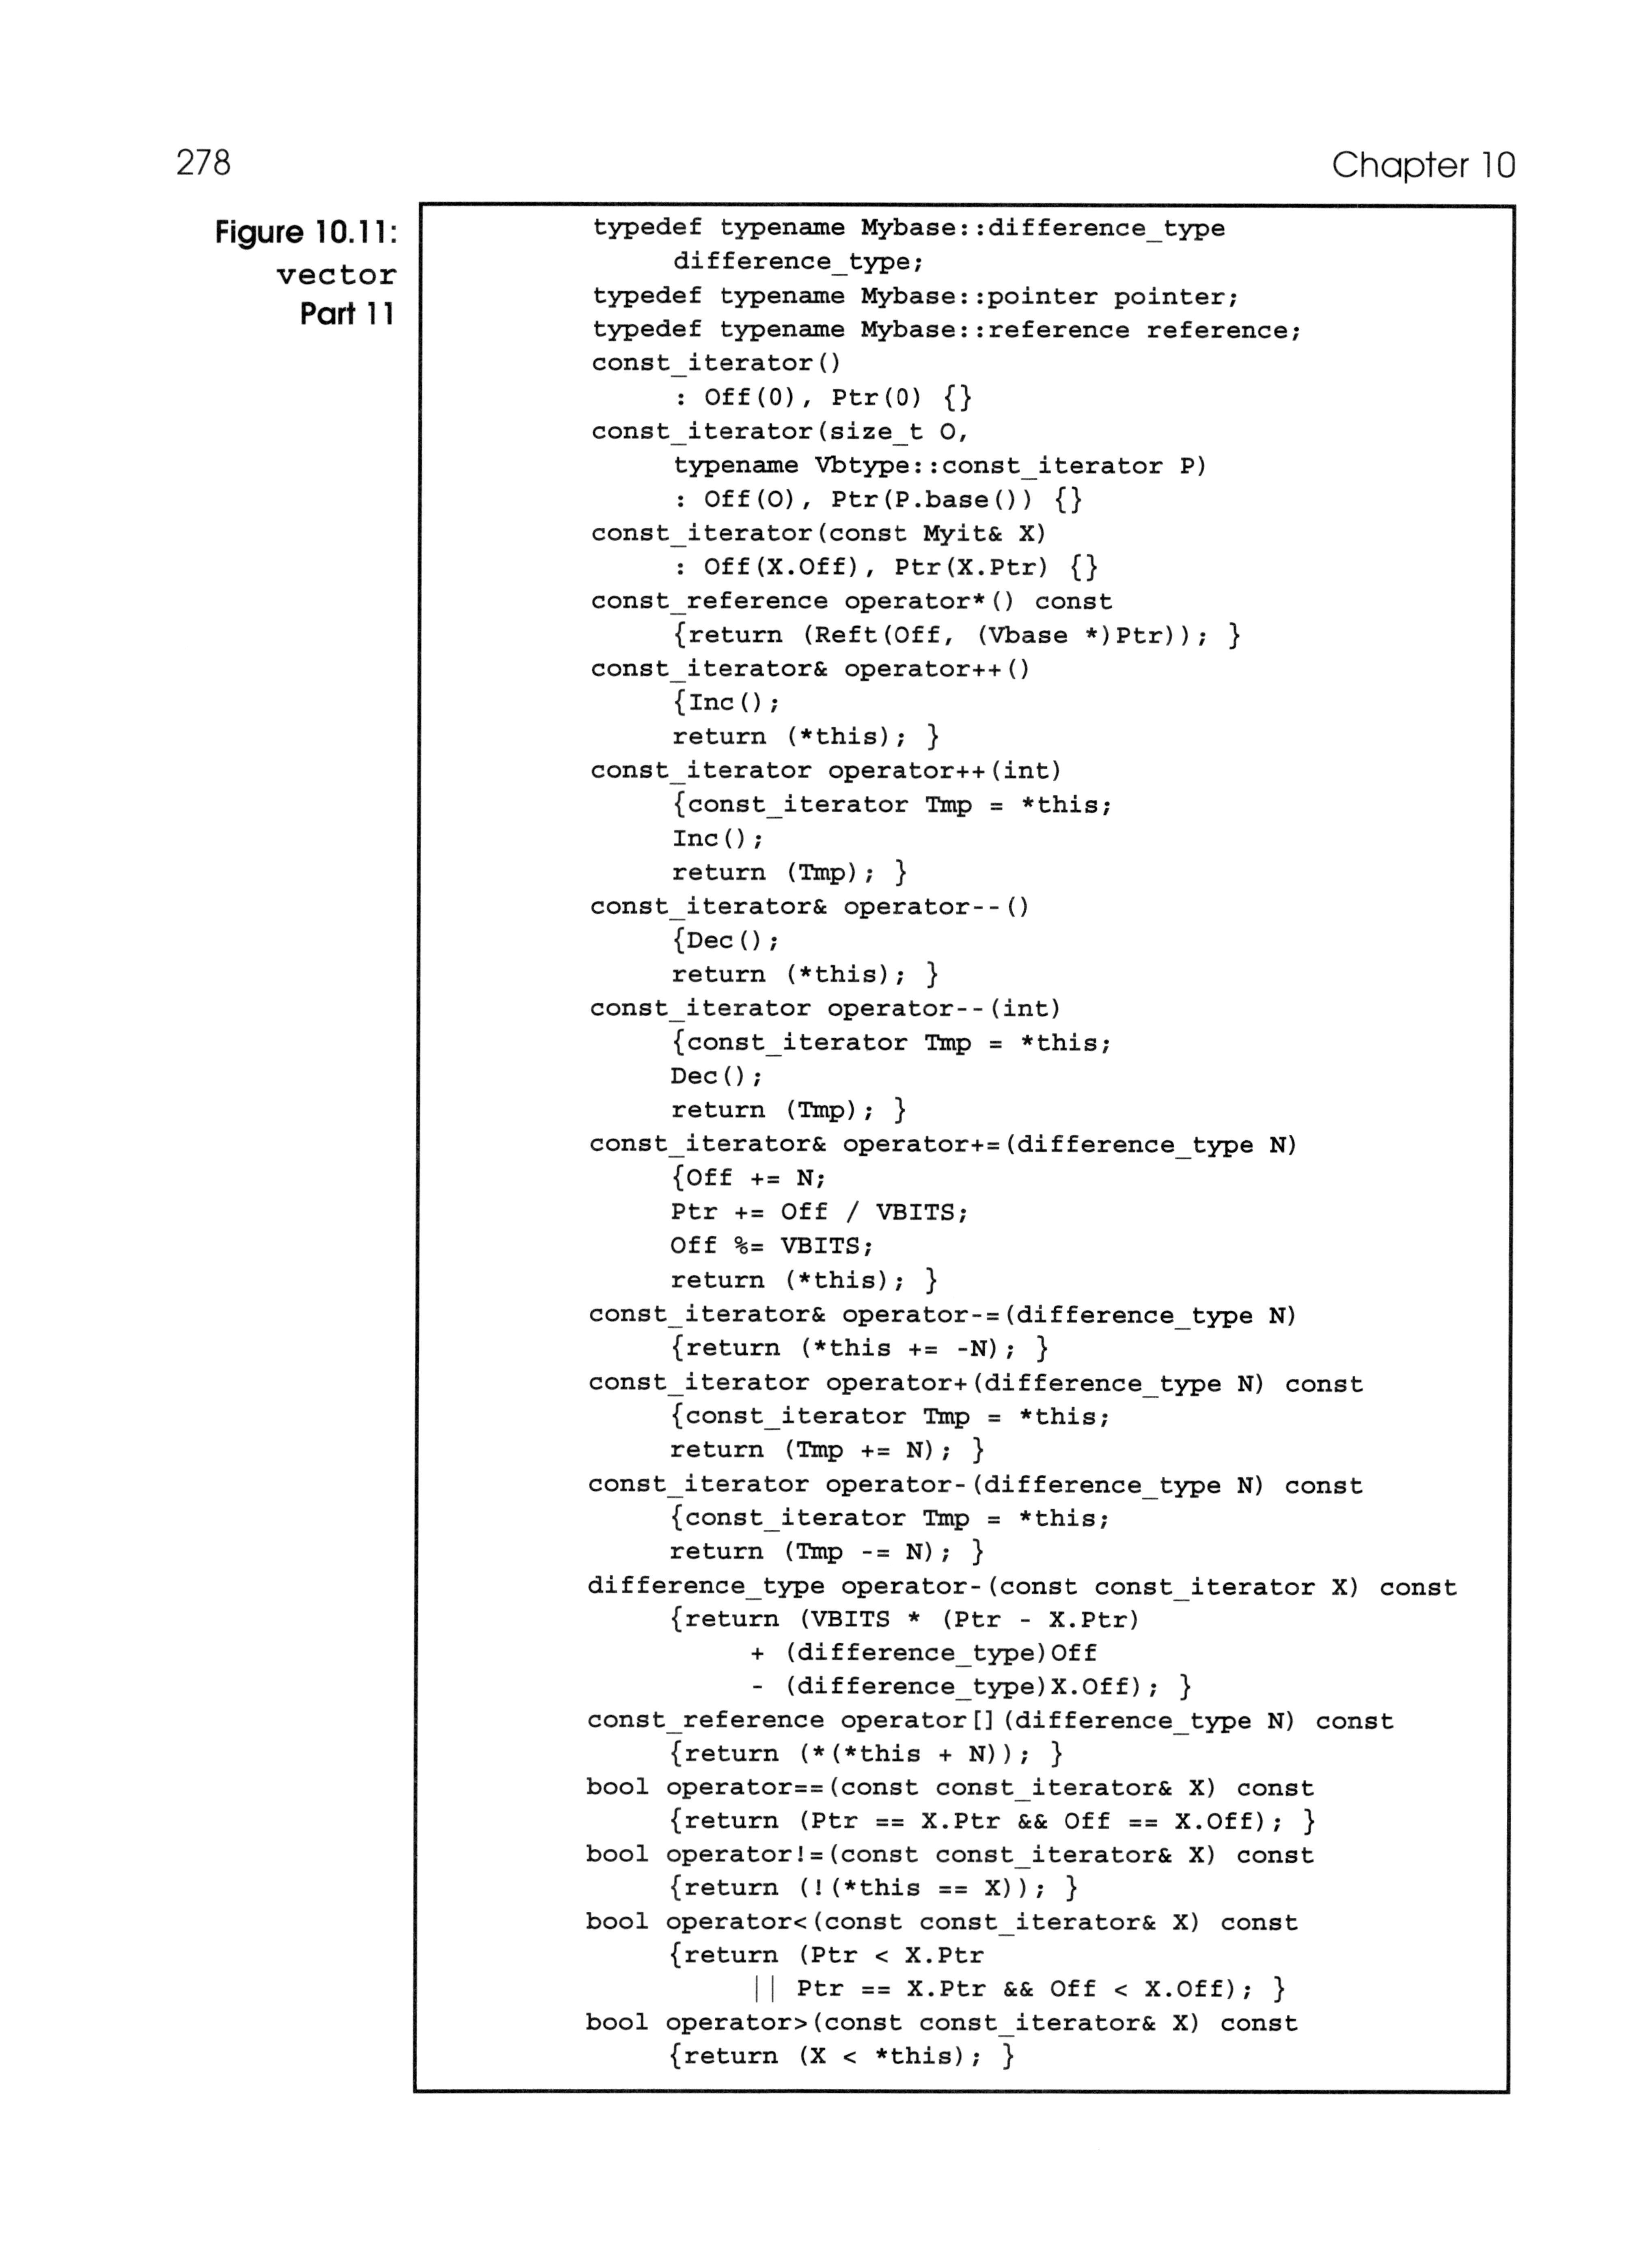 278
Chapter 10
Figure 10.11:
vector
Part 11
typedef typename Mybase::difference_type
difference_type;
typedef typename Mybase::pointer pointer;
typedef typename Mybase::reference reference;
const_iterator()
: Off(0), Ptr(0) {}
const_iterator(size_t O,
typename Vbtype::const_iterator P)
: Off(O), Ptr(P.base()) {}
const_iterator(const Myit& X)
: Off(X.Off), Ptr(X.Ptr) {}
const_reference operator*() const
{return (Reft(Off, (Vbase *)Ptr)); }
const_iterator& operator++()
{Inc();
return (*this); }
const_iterator operator++(int)
{const_iterator Tmp = *this;
Inc();
return (Tmp); }
const_iterator& operator--()
{Dec();
return (*this); }
const_iterator operator--(int)
{const_iterator Tmp = *this;
Dec();
return (Tmp); }
const_iterator& operator+=(difference_type N)
{Off += N;
Ptr += Off / VBITS;
Off %= VBITS;
return (*this); }
const_iterator& operator-=(difference_type N)
{return (*this += -N); }
const_iterator operator+(difference_type N) const
{const_iterator Tmp = *this;
return (Tmp += N); }
const_iterator operator-(difference_type N) const
{const_iterator Tmp = *this;
return (Tmp -= N); }
difference_type operator-(const const_iterator X) const
{return (VBITS * (Ptr - X.Ptr)
+ (difference_type)Off
- (difference_type)X.Off); }
const_reference operator[](difference_type N) const
{return (*(*this + N)); }
bool operator==(const const_iterator& X) const
{return (Ptr == X.Ptr && Off == X.Off); }
bool operator!=(const const_iterator& X) const
{return (!(*this == X)); }
bool operator<(const const_iterator& X) const
{return (Ptr < X.Ptr
|| Ptr == X.Ptr && Off < X.Off); }
bool operator>(const const_iterator& X) const
{return (X < *this); }